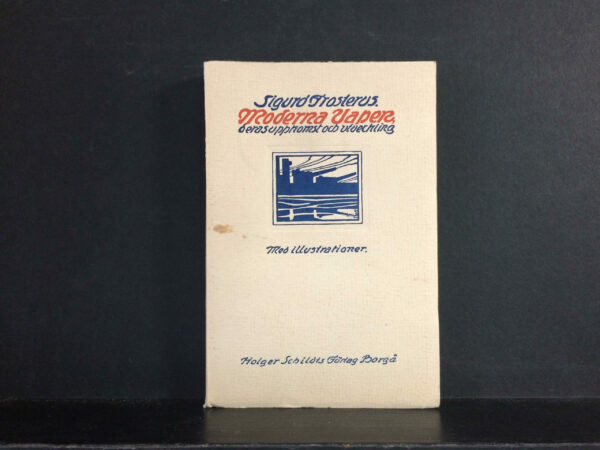 Sigurd Frosterus.
Moderna Vapen,
deras uppkomst och utveckling
Med illustrationer.
Holger Schildts Förlag Borgå